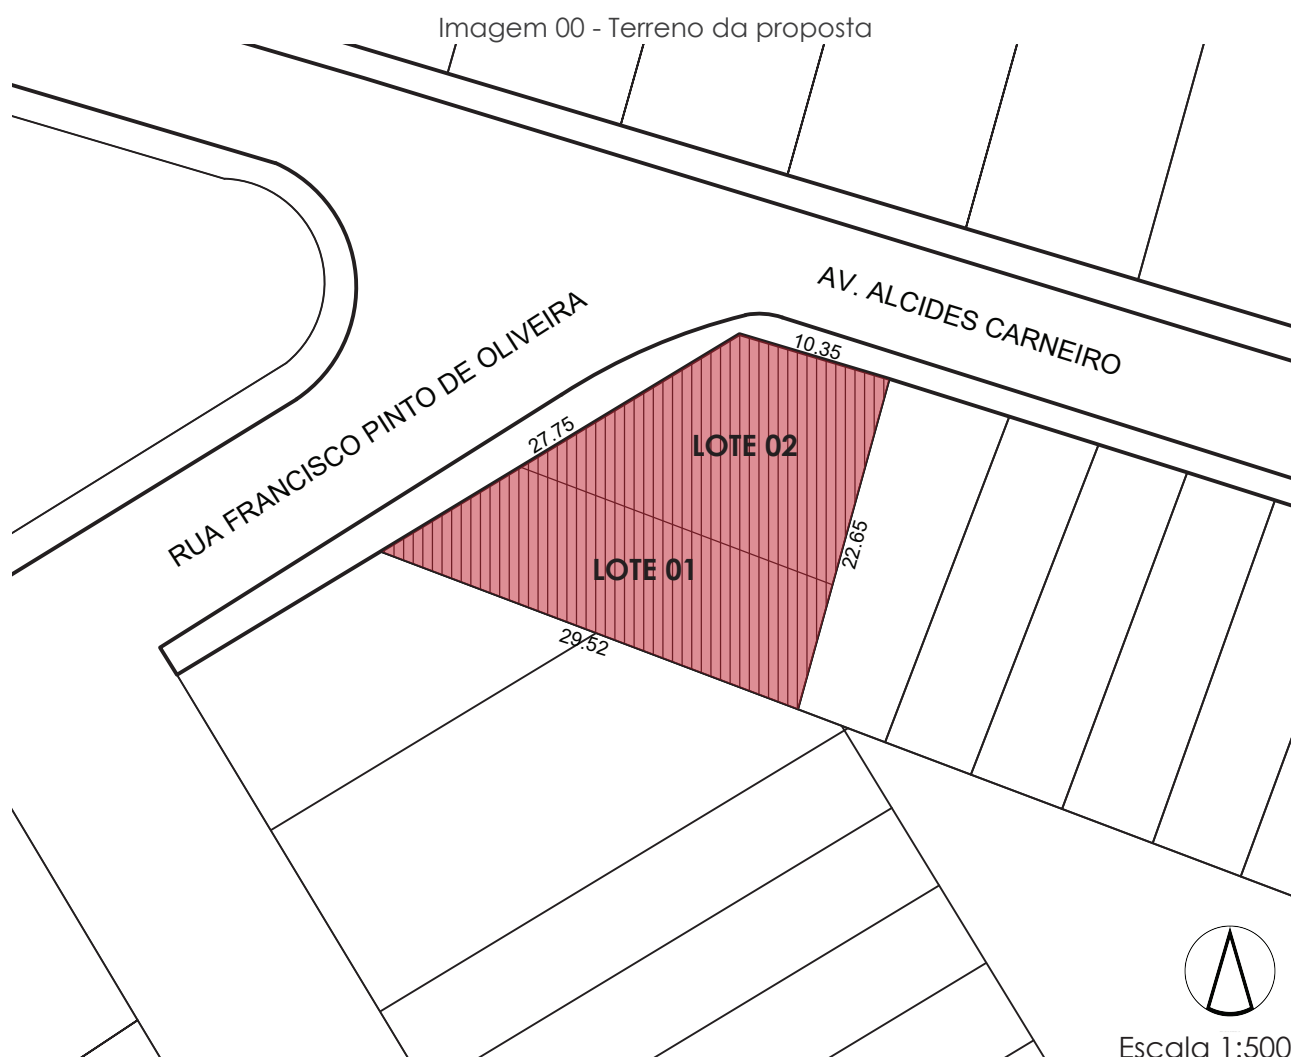 Imagem 00 - Terreno da proposta
AV. ALCIDES CARNEIRO
RUA FRANCISCO PINTO DE OLIVEIRA
10.35
27.75
LOTE 02
22.65
LOTE 01
29.52
Escala 1:500